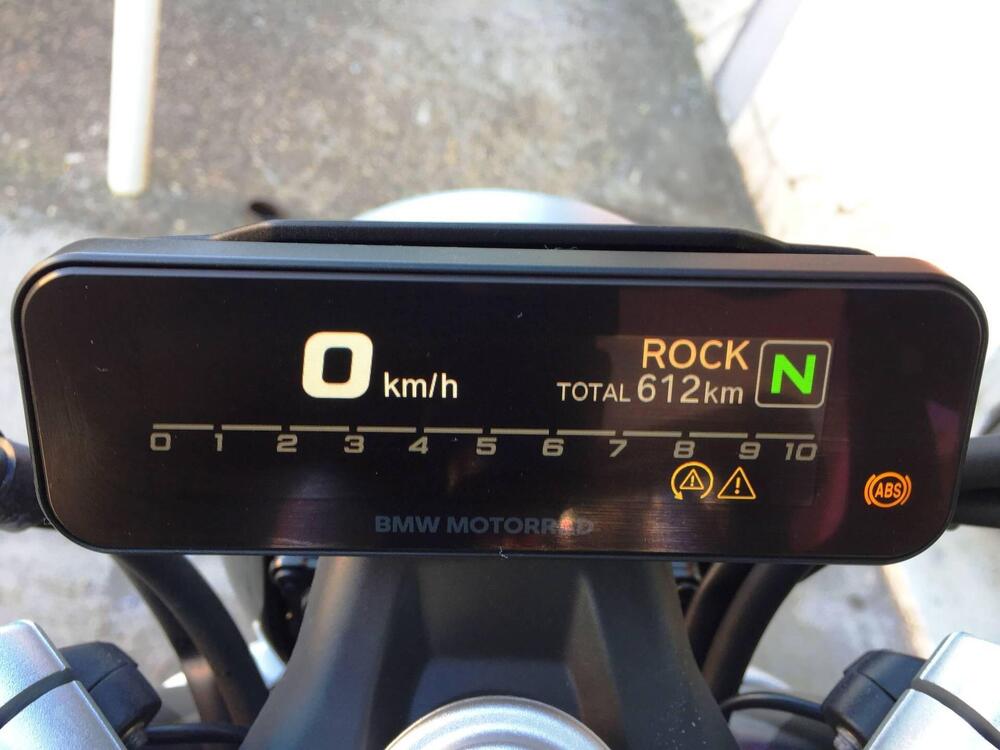 0 km/h
ROCK
TOTAL 612km
N
0 1 2 3 4 5 6 7 8 9 10
ABS
BMW MOTORRAD